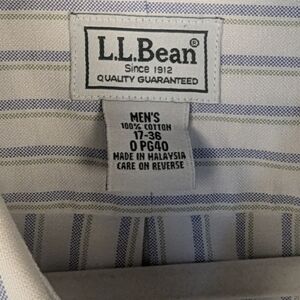 L.L.Bean®
Since 1912
QUALITY GUARANTEED
MEN'S
100% COTTON
17-36
0 PG40
MADE IN MALAYSIA
CARE ON REVERSE